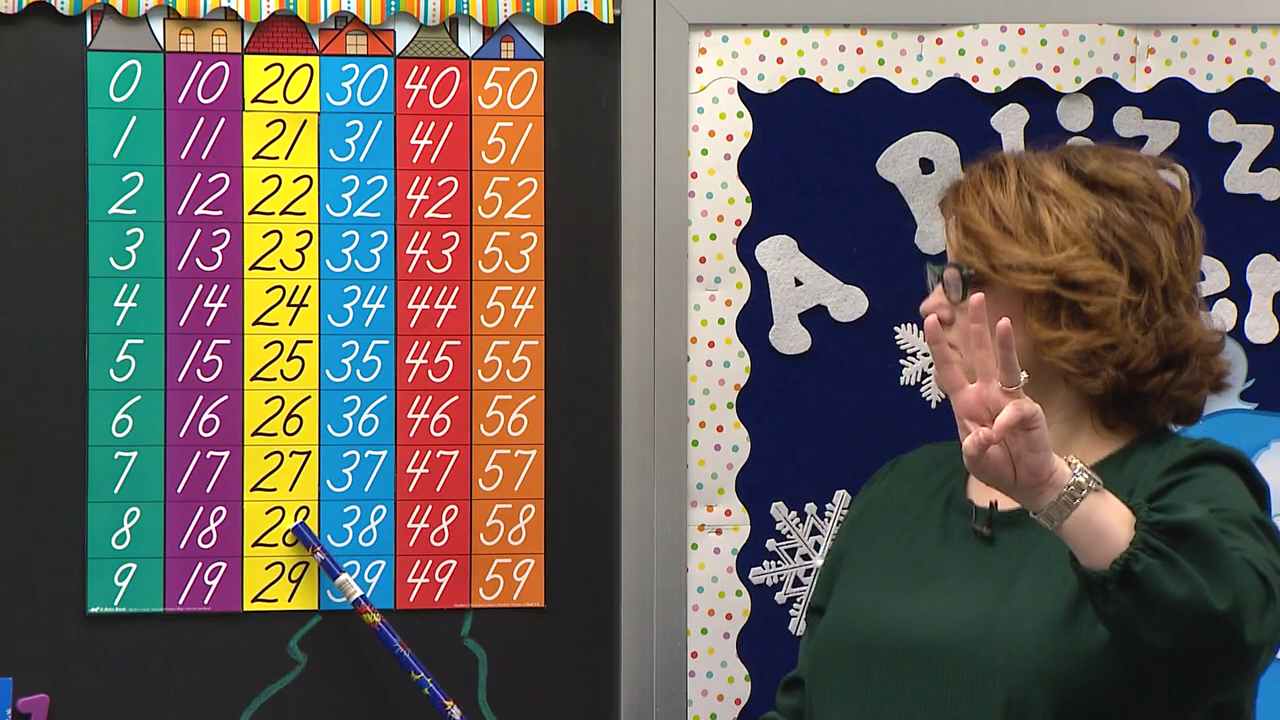 0 10 20 30 40 50
1 11 21 31 41 51
2 12 22 32 42 52
3 13 23 33 43 53
4 14 24 34 44 54
5 15 25 35 45 55
6 16 26 36 46 56
7 17 27 37 47 57
8 18 28 38 48 58
9 19 29 39 49 59
A
1